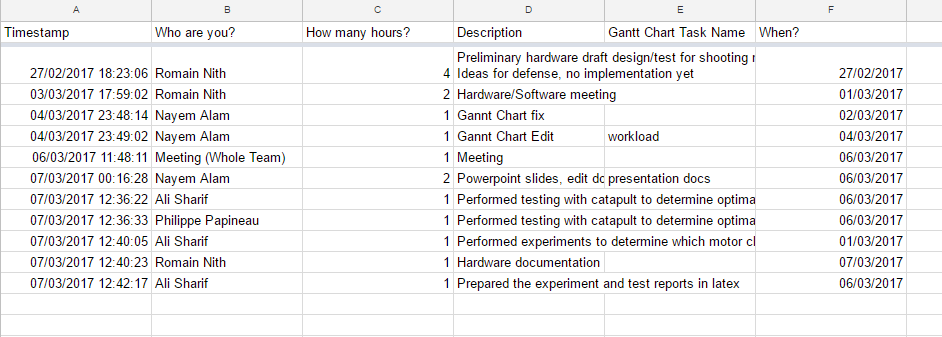 A B C D E F
Timestamp Who are you? How many hours? Description Gantt Chart Task Name When?
Preliminary hardware draft design/test for shooting
27/02/2017 18:23:06 Romain Nith 4 Ideas for defense, no implementation yet 27/02/2017
03/03/2017 17:59:02 Romain Nith 2 Hardware/Software meeting 01/03/2017
04/03/2017 23:48:14 Nayem Alam 1 Gannt Chart fix 02/03/2017
04/03/2017 23:49:02 Nayem Alam 1 Gannt Chart Edit workload 04/03/2017
06/03/2017 11:48:11 Meeting (Whole Team) 1 Meeting 06/03/2017
07/03/2017 00:16:28 Nayem Alam 2 Powerpoint slides, edit dc presentation docs 06/03/2017
07/03/2017 12:36:22 Ali Sharif 1 Performed testing with catapult to determine optima 06/03/2017
07/03/2017 12:36:33 Philippe Papineau 1 Performed testing with catapult to determine optima 06/03/2017
07/03/2017 12:40:05 Ali Sharif 1 Performed experiments to determine which motor 01/03/2017
07/03/2017 12:40:23 Romain Nith 1 Hardware documentation 07/03/2017
07/03/2017 12:42:17 Ali Sharif 1 Prepared the experiment and test reports in latex 06/03/2017